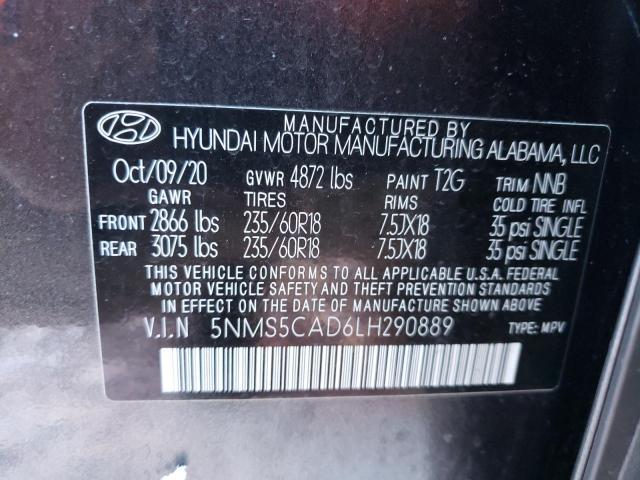 MANUFACTURED BY
HYUNDAI MOTOR MANUFACTURING ALABAMA, LLC
Oct/09/20 GVWR 4872 lbs PAINT T2G TRIM NNB
GAWR TIRES RIMS COLD TIRE INFL
FRONT 2866 lbs 235/60R18 7.5JX18 35 psi SINGLE
REAR 3075 lbs 235/60R18 7.5JX18 35 psi SINGLE
THIS VEHICLE CONFORMS TO ALL APPLICABLE U.S.A. FEDERAL
MOTOR VEHICLE SAFETY AND THEFT PREVENTION STANDARDS
IN EFFECT ON THE DATE OF MANUFACTURE SHOWN ABOVE.
V.I.N 5NMS5CAD6LH290889 TYPE: MPV